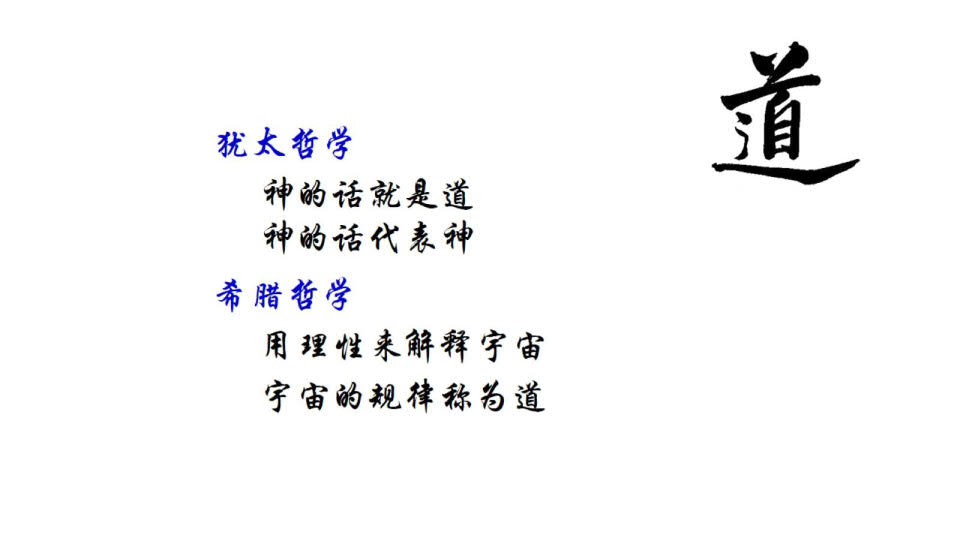 道
犹太哲学
神的话就是道
神的话代表神
希腊哲学
用理性来解释宇宙
宇宙的规律称为道